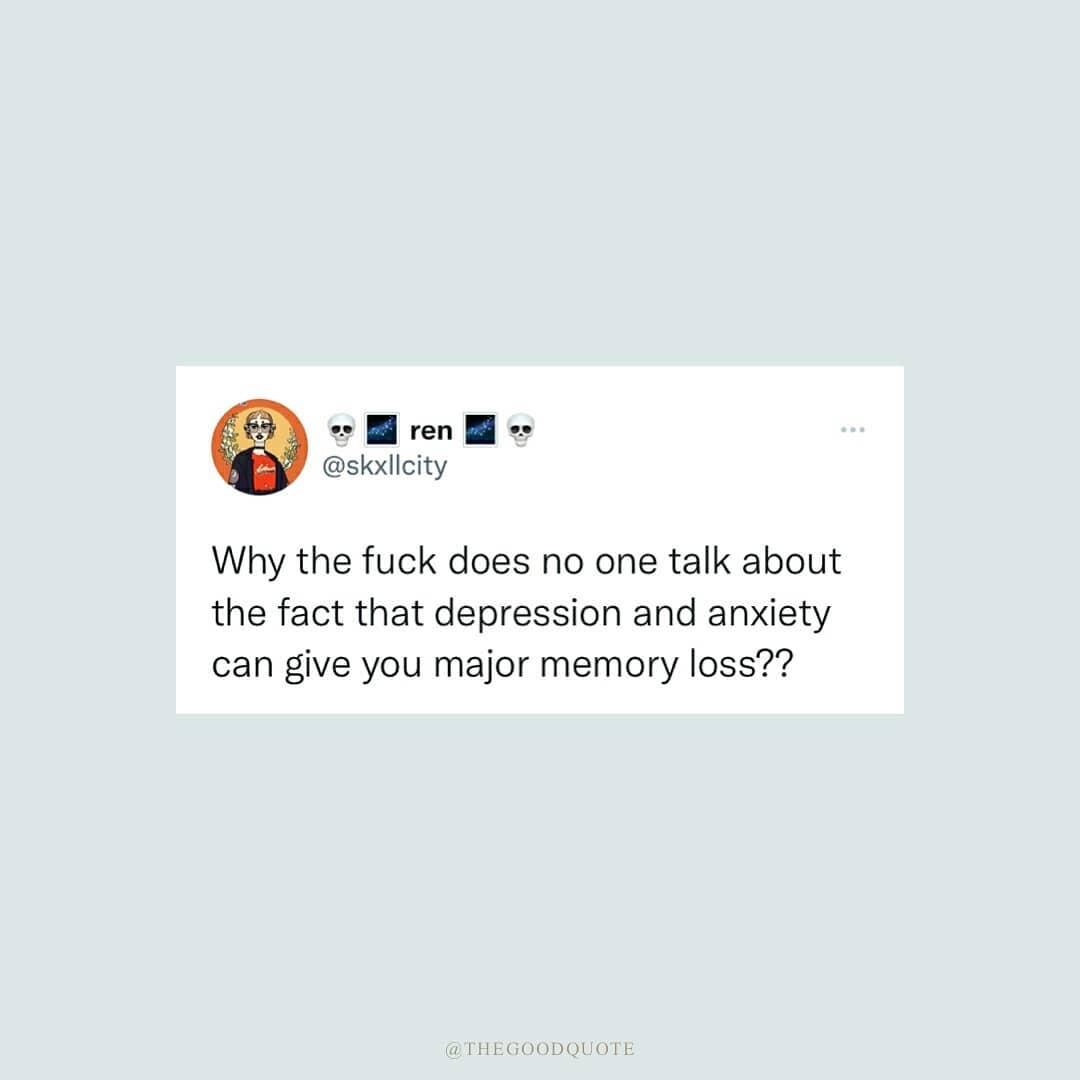 💀🌌 ren 🌌💀
@skxllcity
Why the fuck does no one talk about
the fact that depression and anxiety
can give you major memory loss??
@THEGOODQUOTE